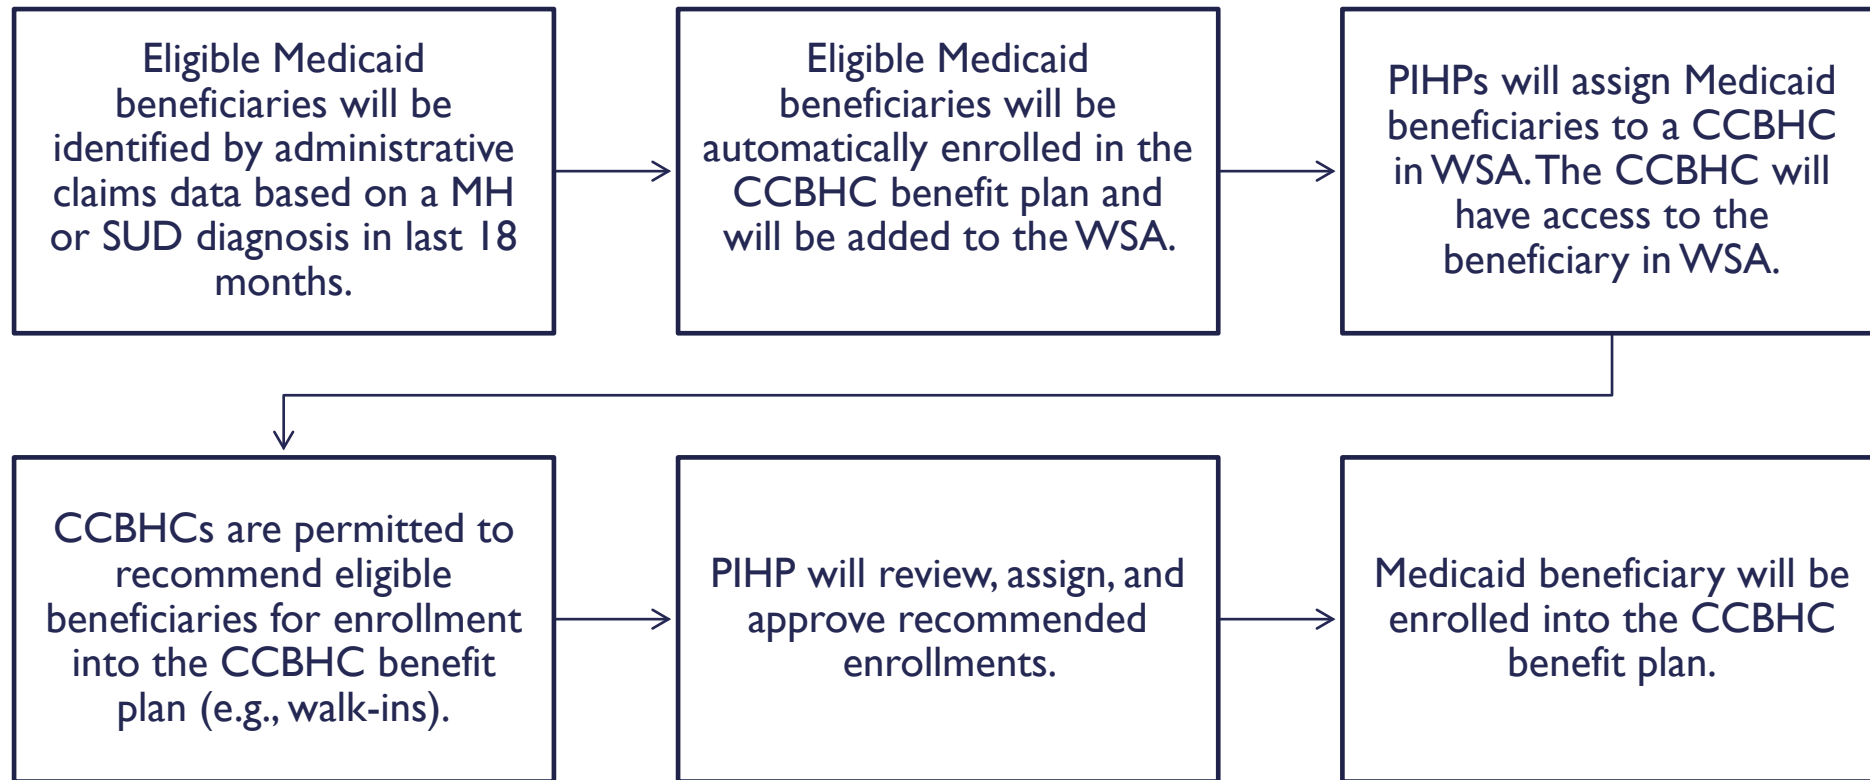 Eligible Medicaid
beneficiaries will be
identified by administrative
claims data based on a MH
or SUD diagnosis in last 18
months.
Eligible Medicaid
beneficiaries will be
automatically enrolled in the
CCBHC benefit plan and
will be added to the WSA.
PIHPs will assign Medicaid
beneficiaries to a CCBHC
in WSA. The CCBHC will
have access to the
beneficiary in WSA.
CCBHCs are permitted to
recommend eligible
beneficiaries for enrollment
into the CCBHC benefit
plan (e.g., walk-ins).
PIHP will review, assign, and
approve recommended
enrollments.
Medicaid beneficiary will be
enrolled into the CCBHC
benefit plan.